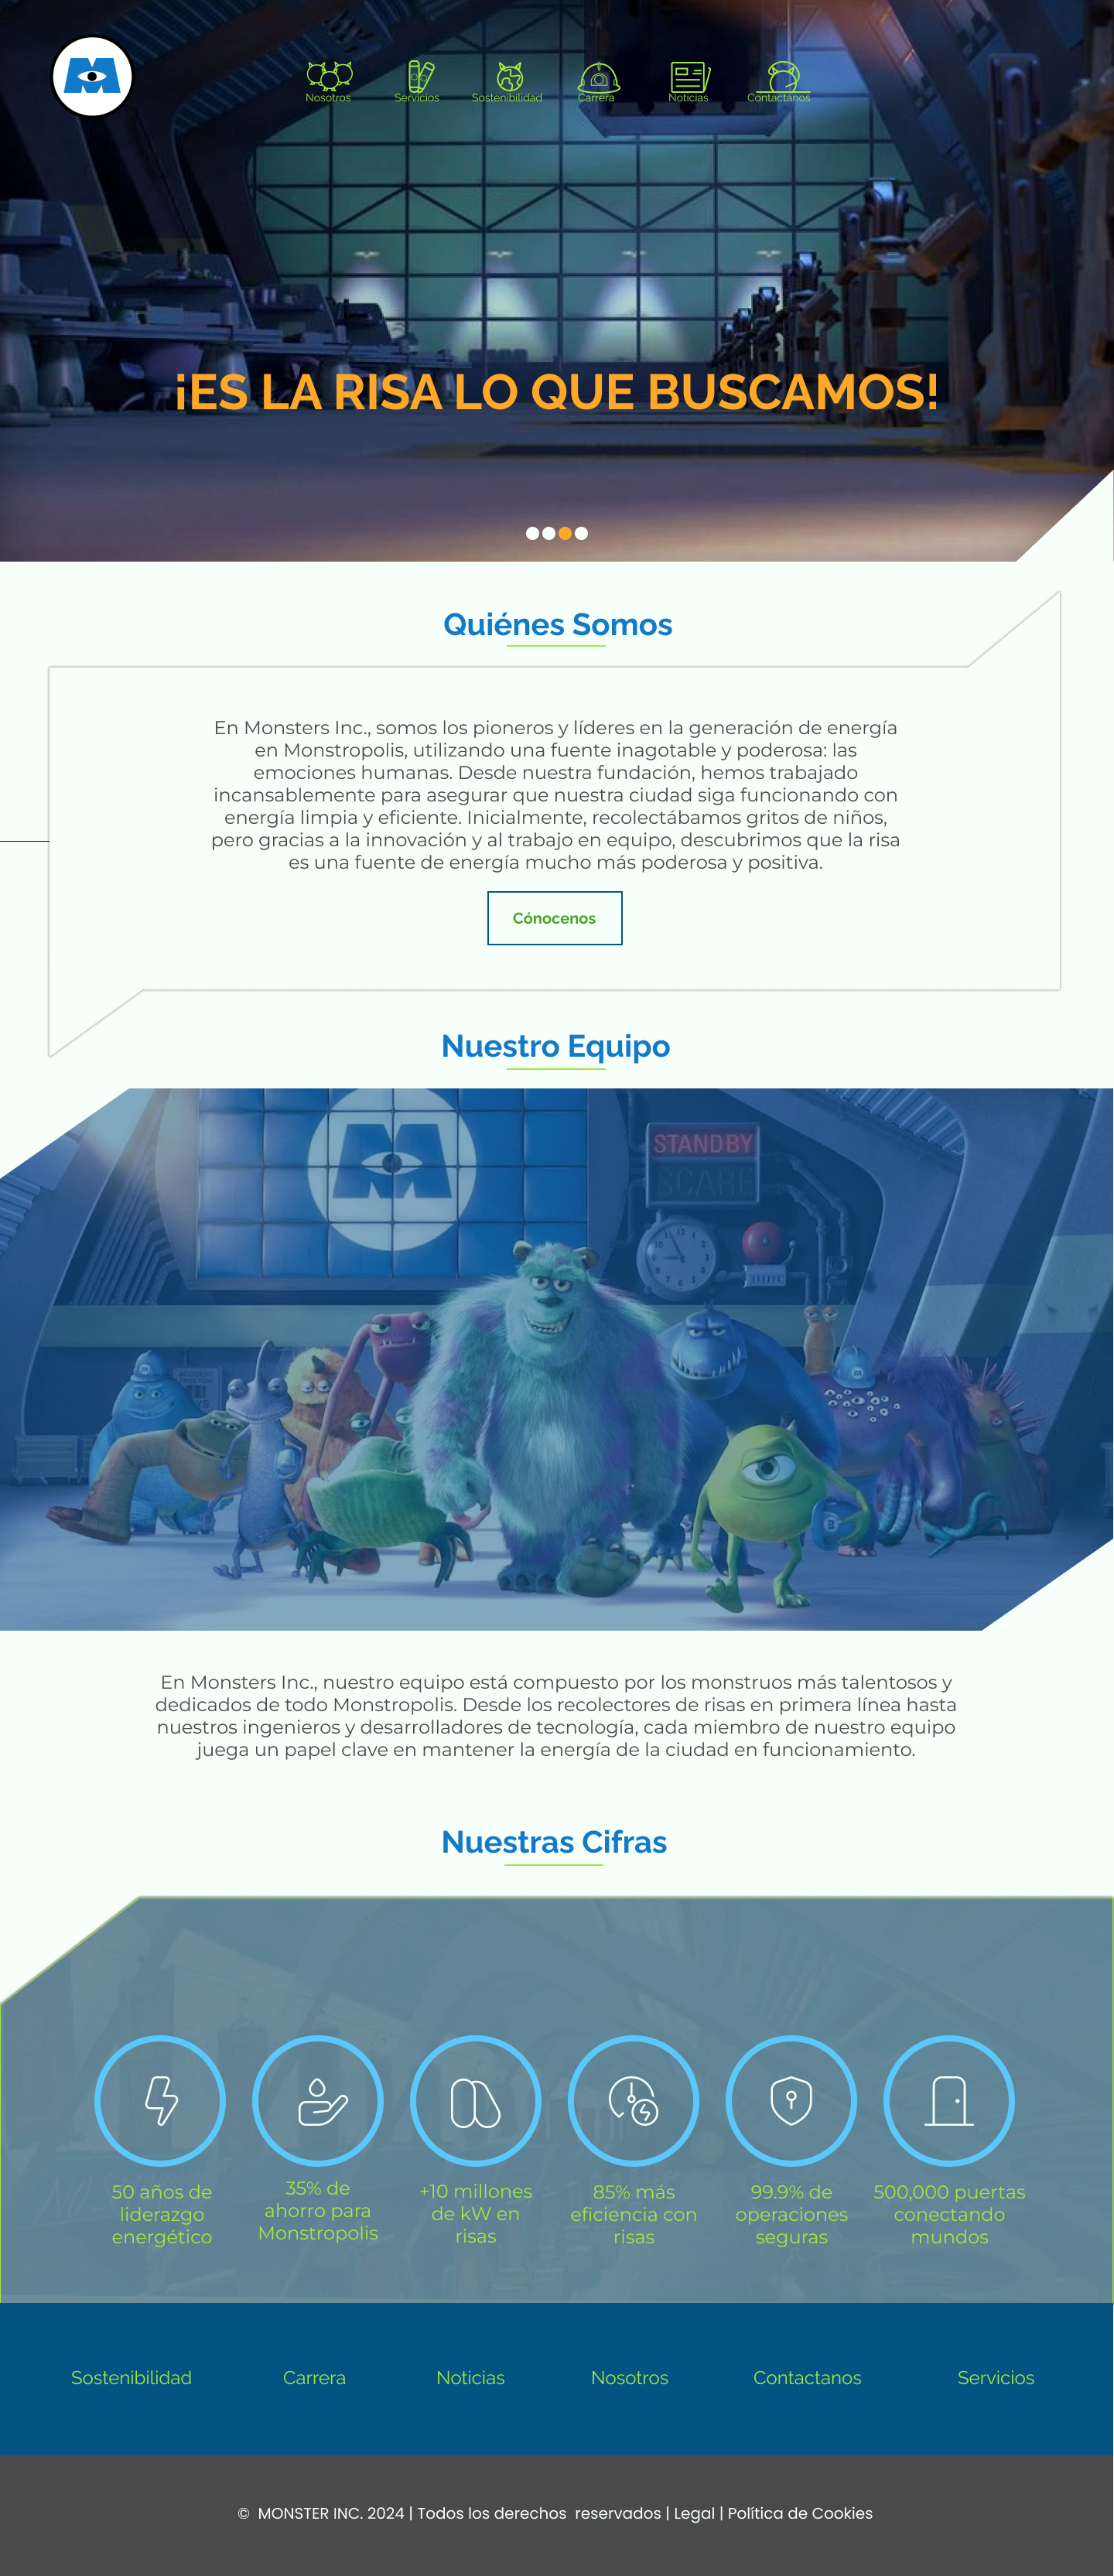 Nosotros
Servicios
Sostenibilidad
Carrera
Noticias
Contactanos
¡ES LA RISA LO QUE BUSCAMOS!
Quiénes Somos
En Monsters Inc., somos los pioneros y líderes en la generación de energía
en Monstropolis, utilizando una fuente inagotable y poderosa: las
emociones humanas. Desde nuestra fundación, hemos trabajado
incansablemente para asegurar que nuestra ciudad siga funcionando con
energía limpia y eficiente. Inicialmente, recolectábamos gritos de niños,
pero gracias a la innovación y al trabajo en equipo, descubrimos que la risa
es una fuente de energía mucho más poderosa y positiva.
Cónocenos
Nuestro Equipo
STANDBY
SCARE
En Monsters Inc., nuestro equipo está compuesto por los monstruos más talentosos y
dedicados de todo Monstropolis. Desde los recolectores de risas en primera línea hasta
nuestros ingenieros y desarrolladores de tecnología, cada miembro de nuestro equipo
juega un papel clave en mantener la energía de la ciudad en funcionamiento.
Nuestras Cifras
50 años de
liderazgo
energético
35% de
ahorro para
Monstropolis
+10 millones
de kW en
risas
85% más
eficiencia con
risas
99.9% de
operaciones
seguras
500,000 puertas
conectando
mundos
Sostenibilidad
Carrera
Noticias
Nosotros
Contactanos
Servicios
© MONSTER INC. 2024 | Todos los derechos reservados | Legal | Política de Cookies